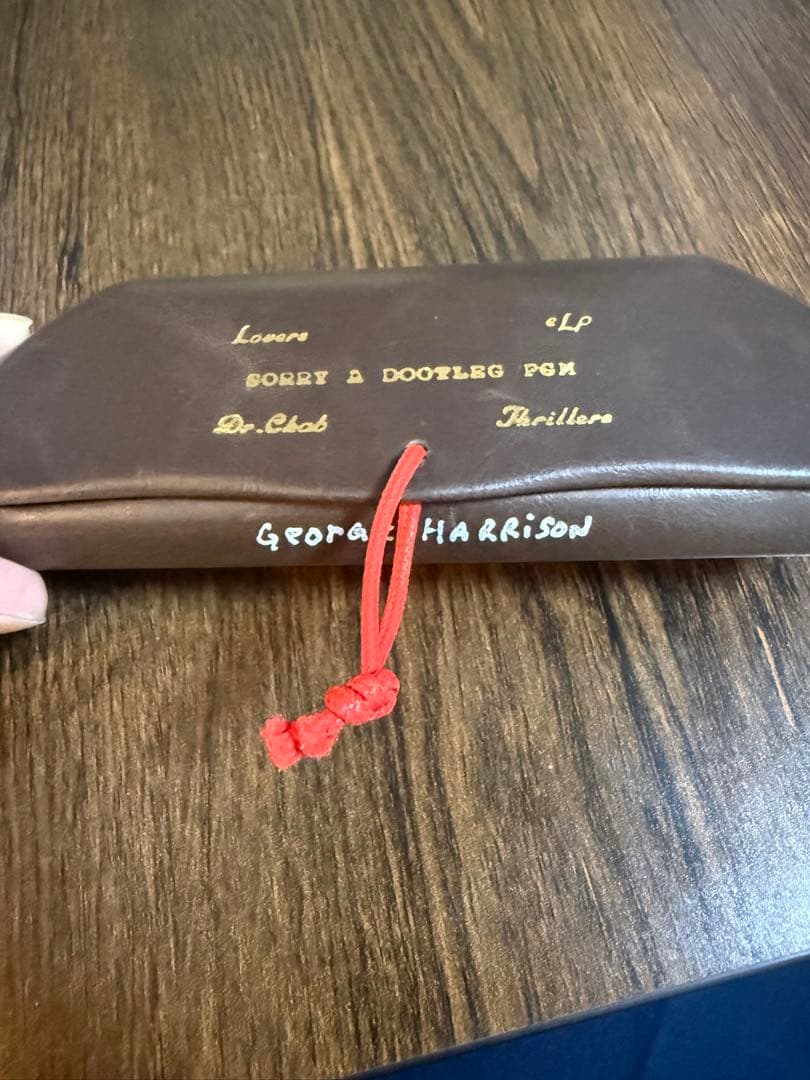 Lovers eLP
SORRY A DOOTLEG PGM
Dr.Chab Thrillers
GeorGe HARRiSON